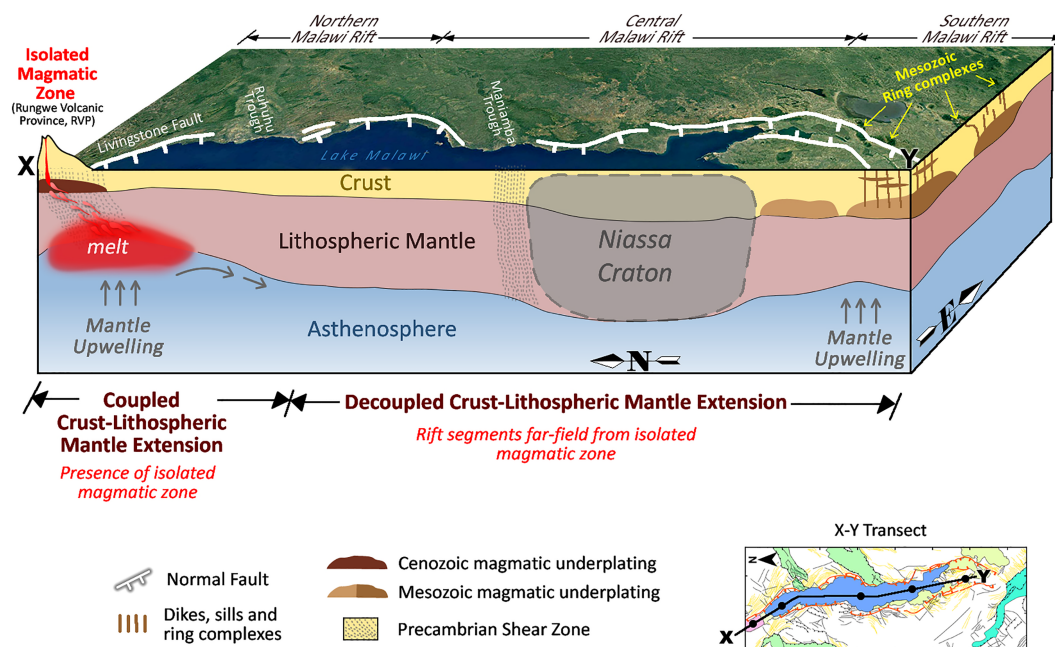 Northern
Malawi Rift
Central
Malawi Rift
Southern
Malawi Rift
Isolated
Magmatic
Zone
(Rungwe Volcanic
Province, RVP)
Mesozoic
Ring complexes
Livingstone Fault
Ruhuhu
Trough
Maniamba
Trough
Lake Malawi
X
Y
Crust
melt
Lithospheric Mantle
Niassa
Craton
Mantle
Upwelling
Asthenosphere
N
Mantle
Upwelling
E
Coupled
Crust-Lithospheric
Mantle Extension
Presence of isolated
magmatic zone
Decoupled Crust-Lithospheric Mantle Extension
Rift segments far-field from isolated
magmatic zone
Normal Fault
Dikes, sills and
ring complexes
Cenozoic magmatic underplating
Mesozoic magmatic underplating
Precambrian Shear Zone
X-Y Transect
N
Y
X